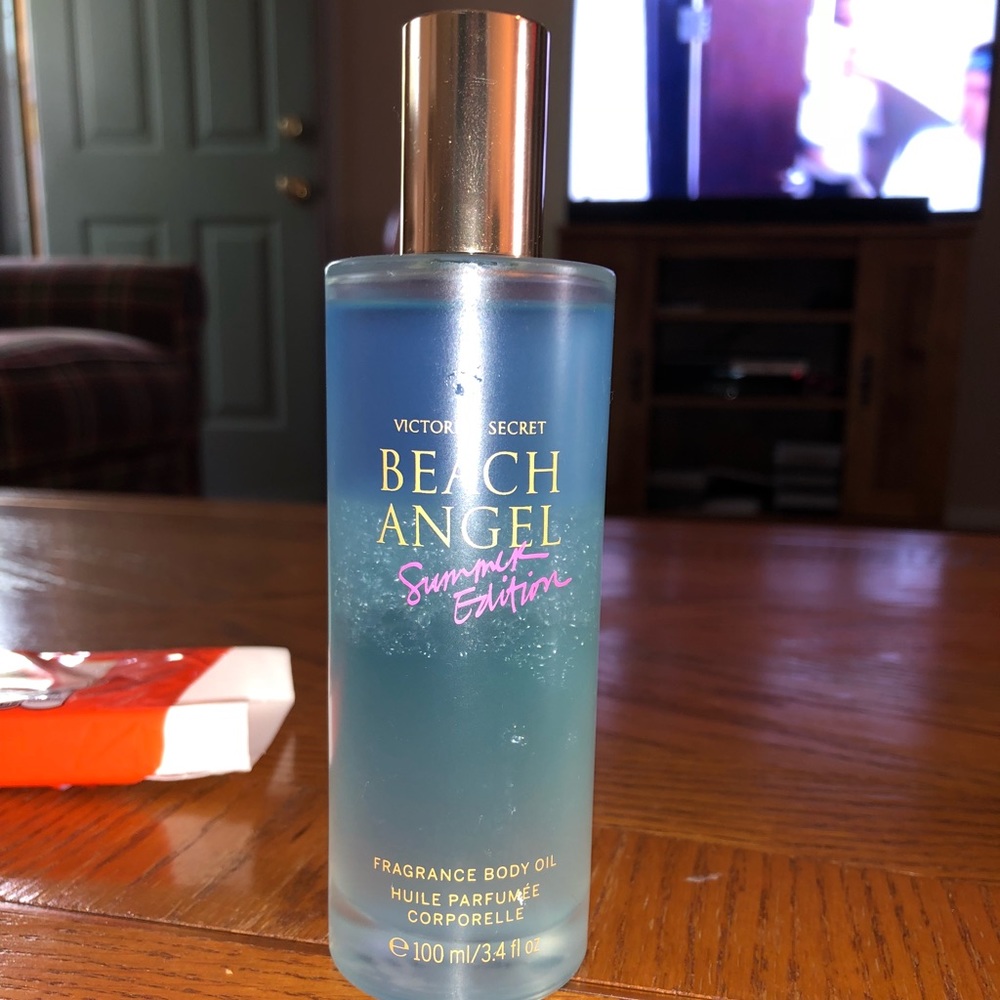 VICTORIA'S SECRET
BEACH
ANGEL
Summer
Edition
FRAGRANCE BODY OIL
HUILE PARFUMÉE
CORPORELLE
℮ 100 ml/3.4 fl oz